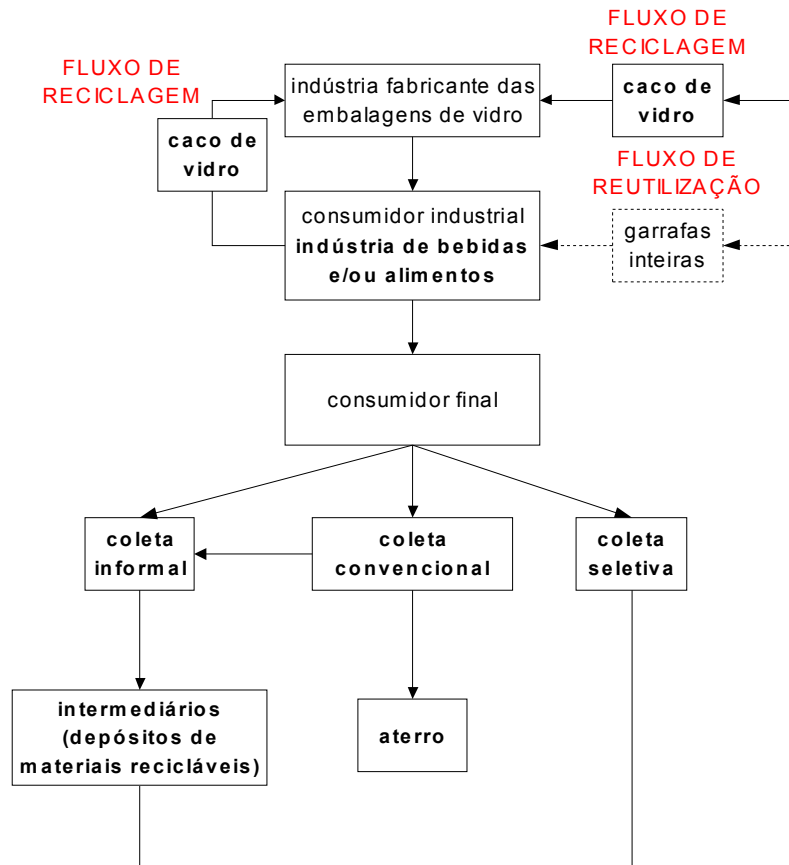 FLUXO DE
RECICLAGEM
FLUXO DE
RECICLAGEM
indústria fabricante das
embalagens de vidro
caco de
vidro
caco de
vidro
FLUXO DE
REUTILIZAÇÃO
consumidor industrial
indústria de bebidas
e/ou alimentos
garrafas
inteiras
consumidor final
coleta
informal
coleta
convencional
coleta
seletiva
intermediários
(depósitos de
materiais recicláveis)
aterro